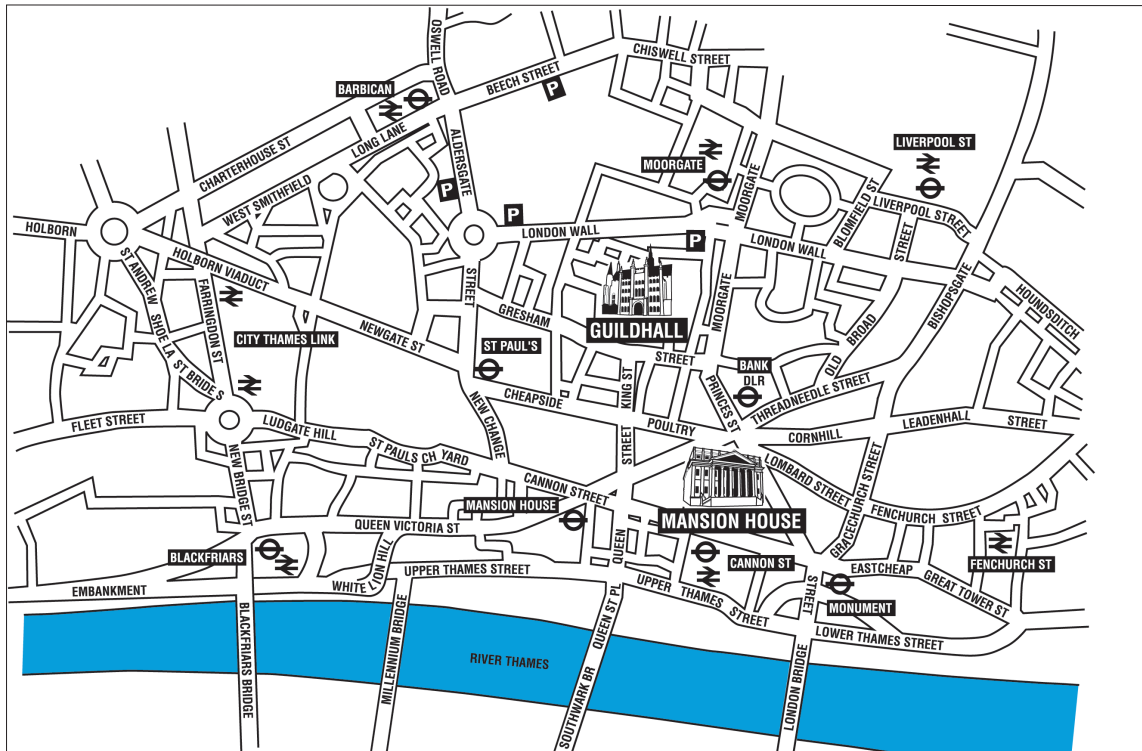 OSWELL ROAD
CHISWELL STREET
BEECH STREET
BARBICAN
P
LONG LANE
ALDERSGATE
CHARTERHOUSE ST
LIVERPOOL ST
MOORGATE
MOORGATE
P
WEST SMITHFIELD
BLOMFIELD ST
LIVERPOOL STREET
P
HOLBORN
LONDON WALL
P
LONDON WALL
STREET
ST ANDREW
HOLBORN VIADUCT
FARRINGDON ST
STREET
GRESHAM
STREET
GUILDHALL
MOORGATE
BISHOPSGATE
HOUNDSDITCH
SHOE LA
CITY THAMES LINK
NEWGATE ST
ST PAUL'S
OLD
BROAD
BANK
DLR
ST BRIDE S
CHEAPSIDE
KING ST
PRINCES ST
THREADNEEDLE STREET
FLEET STREET
LUDGATE HILL
NEW CHANGE
POULTRY
CORNHILL
LEADENHALL
STREET
ST PAULS CH YARD
STREET
LOMBARD STREET
NEW BRIDGE ST
CANNON STREET
MANSION HOUSE
MANSION HOUSE
GRACECHURCH STREET
FENCHURCH STREET
QUEEN VICTORIA ST
QUEEN
BLACKFRIARS
CANNON ST
FENCHURCH ST
WHITE LION HILL
UPPER THAMES STREET
EASTCHEAP
GREAT TOWER ST
EMBANKMENT
UPPER THAMES STREET
STREET
MONUMENT
LOWER THAMES STREET
BLACKFRIARS BRIDGE
MILLENNIUM BRIDGE
QUEEN ST PL
RIVER THAMES
SOUTHWARK BR
LONDON BRIDGE